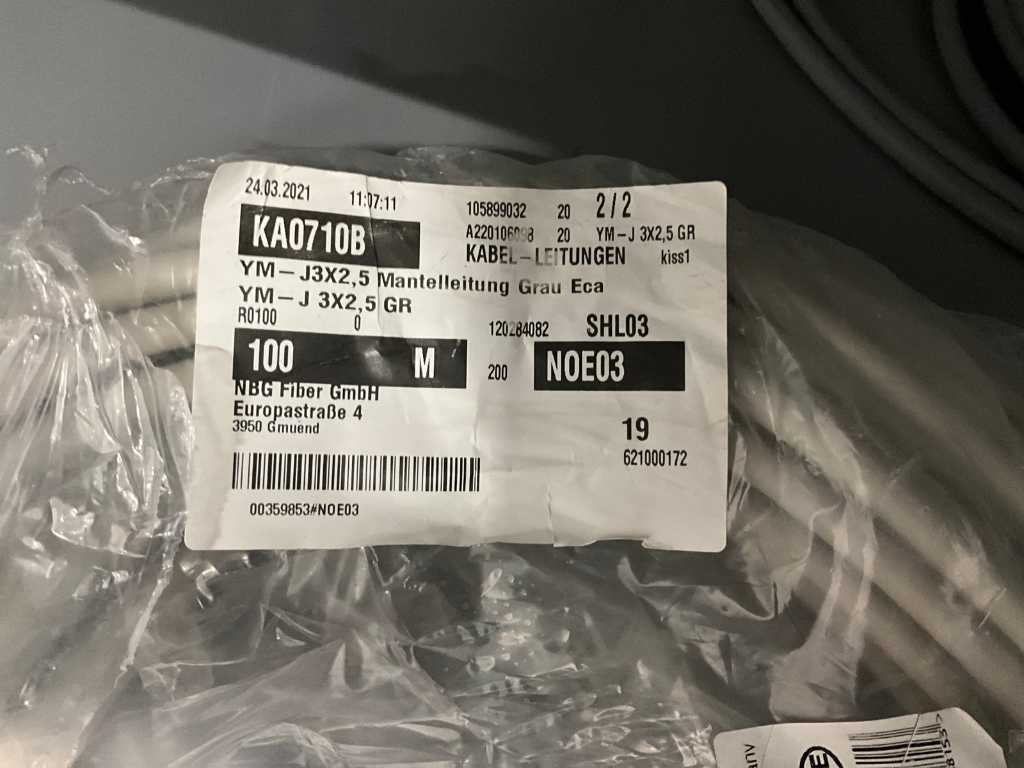 24.03.2021 11:07:11
105899032 20 2/2
KA0710B
20 YM-J 3X2,5 GR
KABEL-LEITUNGEN kiss1
YM-J3X2,5 Mantelleitung Grau Eca
YM-J 3X2,5 GR
R0100 0
120284082 SHL03
100 M
200 NOE03
NBG Fiber GmbH
Europastraße 4
3950 Gmuend
19
621000172
00359853#NOE03